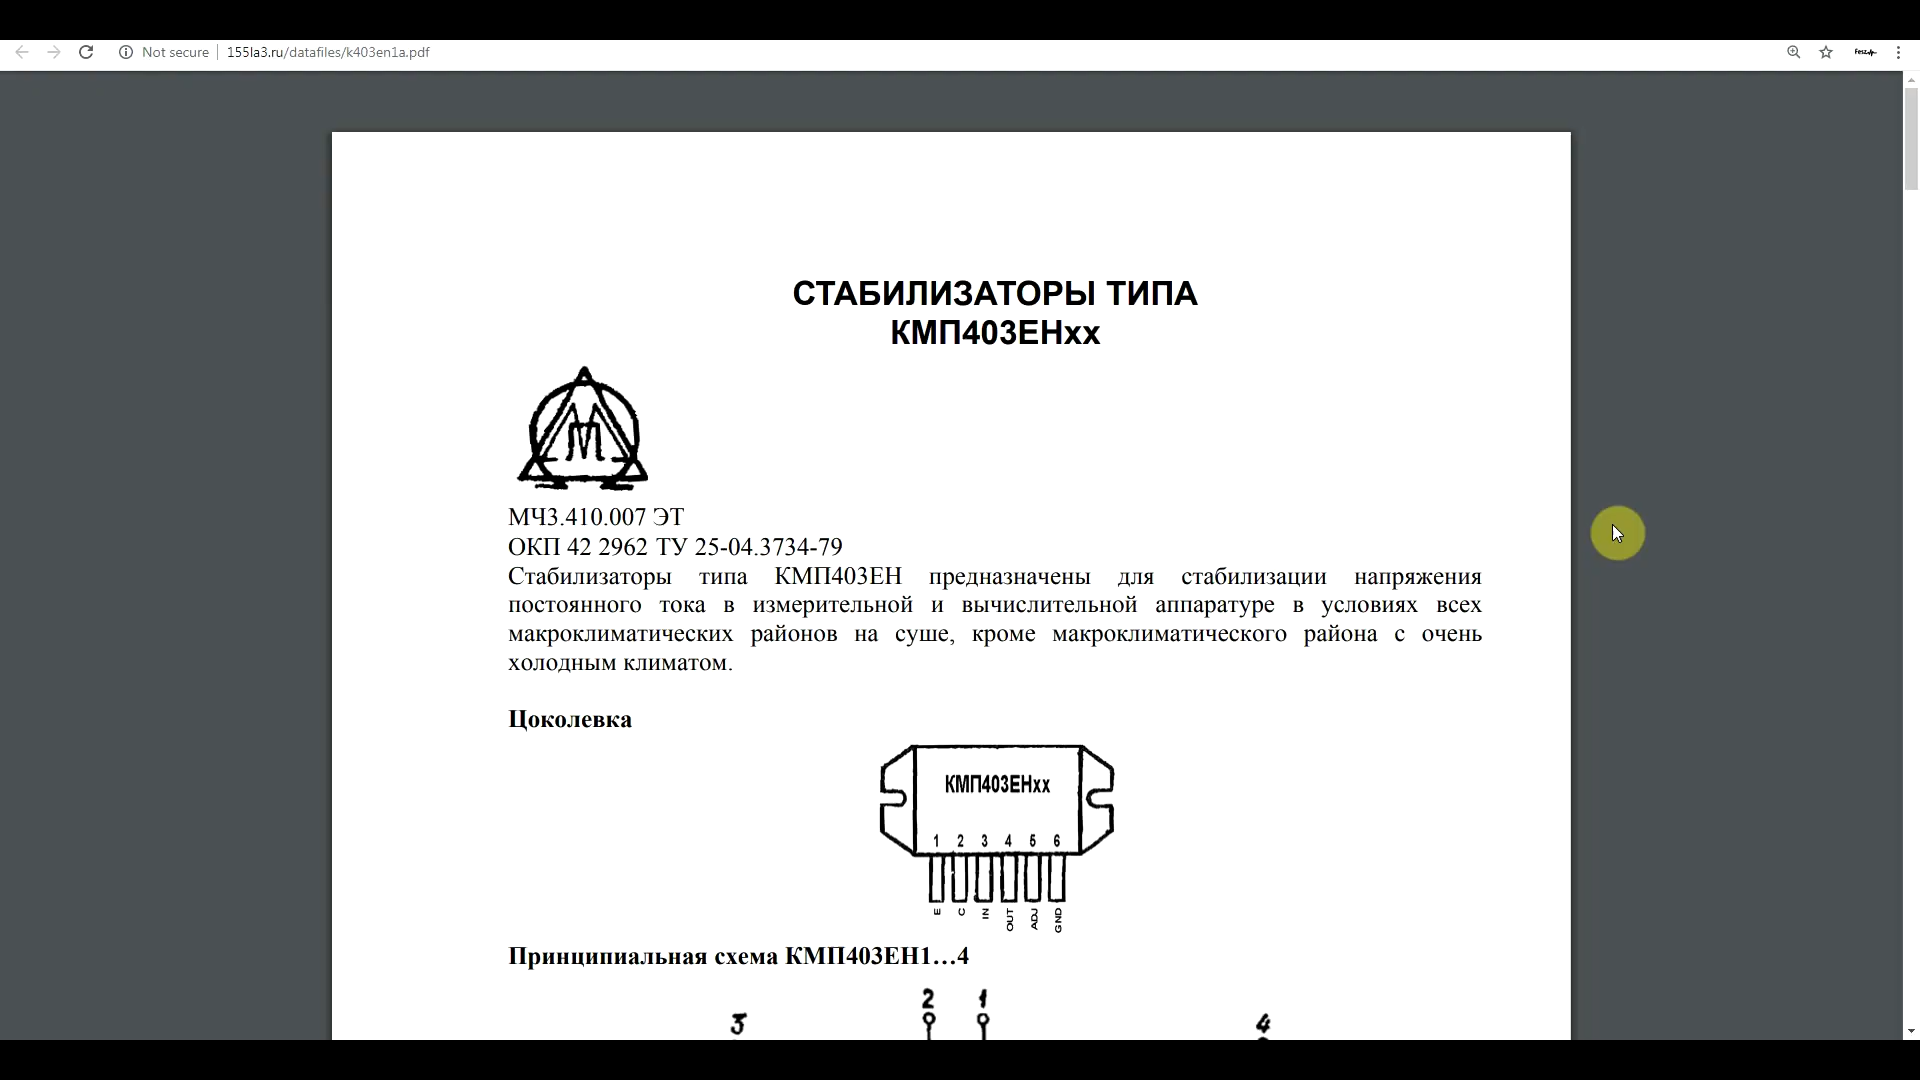 Not secure
155la3.ru/datafiles/k403en1a.pdf
Fesz
СТАБИЛИЗАТОРЫ ТИПА
КМП403ЕНхх
М
МЧ3.410.007 ЭТ
ОКП 42 2962 ТУ 25-04.3734-79
Стабилизаторы типа КМП403ЕН предназначены для стабилизации напряжения
постоянного тока в измерительной и вычислительной аппаратуре в условиях всех
макроклиматических районов на суше, кроме макроклиматического района с очень
холодным климатом.
Цоколевка
КМП403ЕНхх
1 2 3 4 5 6
E C IN OUT ADJ GND
Принципиальная схема КМП403ЕН1…4
2 1
3 4